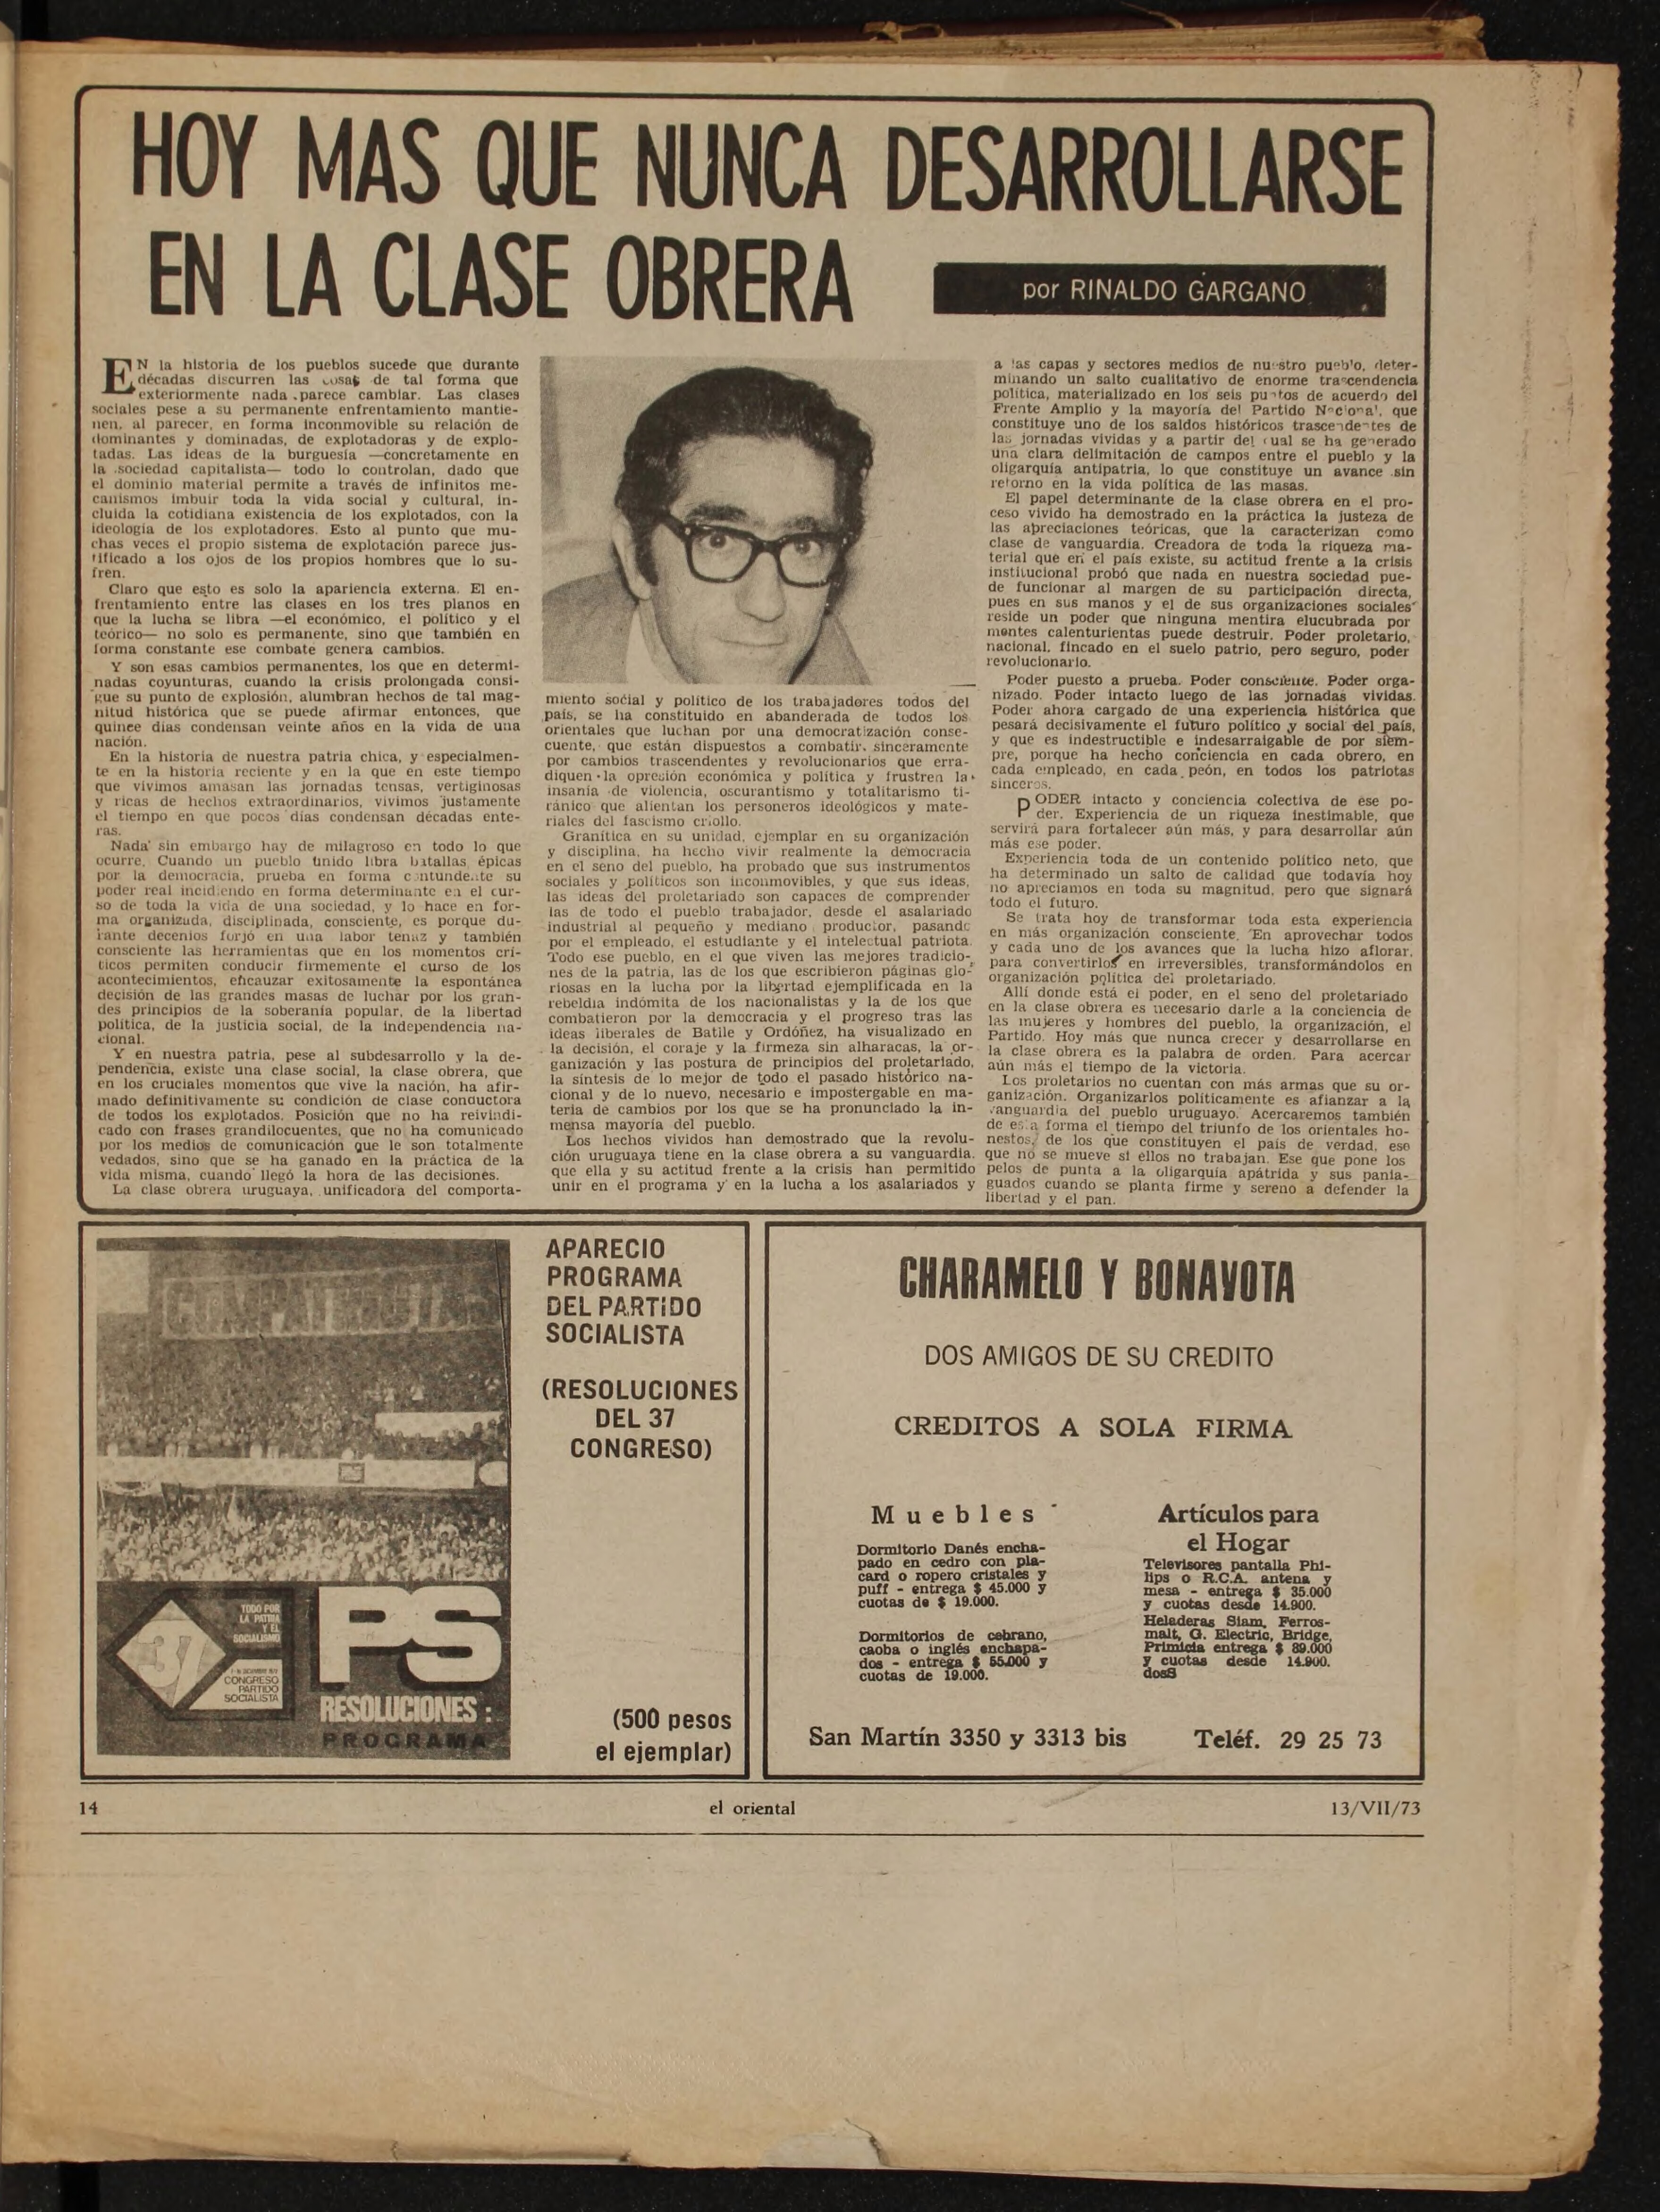 HOY MAS QUE NUNCA DESARROLLARSE
EN LA CLASE OBRERA
por RINALDO GARGANO
EN la historia de los pueblos sucede que durante
décadas discurren las cosas de tal forma que
exteriormente nada parece cambiar. Las clases
sociales pese a su permanente enfrentamiento mantie-
nen, al parecer, en forma inconmovible su relación de
dominantes y dominadas, de explotadoras y de explo-
tadas. Las ideas de la burguesía —concretamente en
la sociedad capitalista— todo lo controlan, dado que
el dominio material permite a través de infinitos me-
canismos imbuir toda la vida social y cultural, in-
cluída la cotidiana existencia de los explotados, con la
ideología de los explotadores. Esto al punto que mu-
chas veces el propio sistema de explotación parece jus-
tificado a los ojos de los propios hombres que lo su-
fren.
Claro que esto es solo la apariencia externa. El en-
frentamiento entre las clases en los tres planos en
que la lucha se libra —el económico, el político y el
teórico— no solo es permanente, sino que también en
forma constante ese combate genera cambios.
Y son esas cambios permanentes, los que en determi-
nadas coyunturas, cuando la crisis prolongada consi-
gue su punto de explosión, alumbran hechos de tal mag-
nitud histórica que se puede afirmar entonces, que
quince días condensan veinte años en la vida de una
nación.
En la historia de nuestra patria chica, y especialmen-
te en la historia reciente y en la que en este tiempo
que vivimos amasan las jornadas tensas, vertiginosas
y ricas de hechos extraordinarios, vivimos justamente
el tiempo en que pocos días condensan décadas ente-
ras.
Nada sin embargo hay de milagroso en todo lo que
ocurre. Cuando un pueblo unido libra batallas épicas
por la democracia, prueba en forma contundente su
poder real incidiendo en forma determinante en el cur-
so de toda la vida de una sociedad, y lo hace en for-
ma organizada, disciplinada, consciente, es porque du-
rante decenios forjó en una labor tenaz y también
consciente las herramientas que en los momentos crí-
ticos permiten conducir firmemente el curso de los
acontecimientos, encauzar exitosamente la espontánea
decisión de las grandes masas de luchar por los gran-
des principios de la soberanía popular, de la libertad
política, de la justicia social, de la independencia na-
cional.
Y en nuestra patria, pese al subdesarrollo y la de-
pendencia, existe una clase social, la clase obrera, que
en los cruciales momentos que vive la nación, ha afir-
mado definitivamente su condición de clase conductora
de todos los explotados. Posición que no ha reivindi-
cado con frases grandilocuentes, que no ha comunicado
por los medios de comunicación que le son totalmente
vedados, sino que se ha ganado en la práctica de la
vida misma, cuando llegó la hora de las decisiones.
La clase obrera uruguaya, unificadora del comporta-
miento social y político de los trabajadores todos del
país, se ha constituido en abanderada de todos los
orientales que luchan por una democratización conse-
cuente, que están dispuestos a combatir sinceramente
por cambios trascendentes y revolucionarios que erra-
diquen la opresión económica y política y frustren la
insania de violencia, oscurantismo y totalitarismo ti-
ránico que alientan los personeros ideológicos y mate-
riales del fascismo criollo.
Granítica en su unidad, ejemplar en su organización
y disciplina, ha hecho vivir realmente la democracia
en el seno del pueblo, ha probado que sus instrumentos
sociales y políticos son inconmovibles, y que sus ideas,
las ideas del proletariado son capaces de comprender
las de todo el pueblo trabajador, desde el asalariado
industrial al pequeño y mediano productor, pasando
por el empleado, el estudiante y el intelectual patriota.
Todo ese pueblo, en el que viven las mejores tradicio-
nes de la patria, las de los que escribieron páginas glo-
riosas en la lucha por la libertad ejemplificada en la
rebeldía indómita de los nacionalistas y la de los que
combatieron por la democracia y el progreso tras las
ideas liberales de Batlle y Ordóñez, ha visualizado en
la decisión, el coraje y la firmeza sin alharacas, la or-
ganización y las postura de principios del proletariado,
la síntesis de lo mejor de todo el pasado histórico na-
cional y de lo nuevo, necesario e impostergable en ma-
teria de cambios por los que se ha pronunciado la in-
mensa mayoría del pueblo.
Los hechos vividos han demostrado que la revolu-
ción uruguaya tiene en la clase obrera a su vanguardia.
que ella y su actitud frente a la crisis han permitido
unir en el programa y en la lucha a los asalariados y
a las capas y sectores medios de nuestro pueblo, deter-
minando un salto cualitativo de enorme trascendencia
política, materializado en los seis puntos de acuerdo del
Frente Amplio y la mayoría del Partido Nacional, que
constituye uno de los saldos históricos trascendentes de
las jornadas vividas y a partir del cual se ha generado
una clara delimitación de campos entre el pueblo y la
oligarquía antipatria, lo que constituye un avance sin
retorno en la vida política de las masas.
El papel determinante de la clase obrera en el pro-
ceso vivido ha demostrado en la práctica la justeza de
las apreciaciones teóricas, que la caracterizan como
clase de vanguardia. Creadora de toda la riqueza ma-
terial que en el país existe, su actitud frente a la crisis
institucional probó que nada en nuestra sociedad pue-
de funcionar al margen de su participación directa,
pues en sus manos y el de sus organizaciones sociales
reside un poder que ninguna mentira elucubrada por
mentes calenturientas puede destruir. Poder proletario,
nacional, fincado en el suelo patrio, pero seguro, poder
revolucionario.
Poder puesto a prueba. Poder consciente. Poder orga-
nizado. Poder intacto luego de las jornadas vividas.
Poder ahora cargado de una experiencia histórica que
pesará decisivamente el futuro político y social del país,
y que es indestructible e indesarraigable de por siem-
pre, porque ha hecho conciencia en cada obrero, en
cada empleado, en cada peón, en todos los patriotas
sinceros.
PODER intacto y conciencia colectiva de ese po-
der. Experiencia de un riqueza inestimable, que
servirá para fortalecer aún más, y para desarrollar aún
más ese poder.
Experiencia toda de un contenido político neto, que
ha determinado un salto de calidad que todavía hoy
no apreciamos en toda su magnitud, pero que signará
todo el futuro.
Se trata hoy de transformar toda esta experiencia
en más organización consciente. En aprovechar todos
y cada uno de los avances que la lucha hizo aflorar,
para convertirlos en irreversibles, transformándolos en
organización política del proletariado.
Allí donde está el poder, en el seno del proletariado
en la clase obrera es necesario darle a la conciencia de
las mujeres y hombres del pueblo, la organización, el
Partido. Hoy más que nunca crecer y desarrollarse en
la clase obrera es la palabra de orden. Para acercar
aún más el tiempo de la victoria.
Los proletarios no cuentan con más armas que su or-
ganización. Organizarlos políticamente es afianzar a la
vanguardia del pueblo uruguayo. Acercaremos también
de esta forma el tiempo del triunfo de los orientales ho-
nestos, de los que constituyen el país de verdad, ese
que no se mueve si ellos no trabajan. Ese que pone los
pelos de punta a la oligarquía apátrida y sus pania-
guados cuando se planta firme y sereno a defender la
libertad y el pan.
COMPATRIOTA
TODO POR
LA PATRIA
Y EL
SOCIALISMO
37
CONGRESO
PARTIDO
SOCIALISTA
PS
RESOLUCIONES:
PROGRAMA
APARECIO
PROGRAMA
DEL PARTIDO
SOCIALISTA
(RESOLUCIONES
DEL 37
CONGRESO)
(500 pesos
el ejemplar)
CHARAMELO Y BONAVOTA
DOS AMIGOS DE SU CREDITO
CREDITOS A SOLA FIRMA
Muebles
Dormitorio Danés encha-
pado en cedro con pla-
card o ropero cristales y
puff - entrega $ 45.000 y
cuotas de $ 19.000.
Dormitorios de cebrano,
caoba o inglés enchapa-
dos - entrega $ 55.000 y
cuotas de 19.000.
Artículos para
el Hogar
Televisores pantalla Phi-
lips o R.C.A. antena y
mesa - entrega $ 35.000
y cuotas desde 14.900.
Heladeras Siam, Ferros-
malt, G. Electric, Bridge,
Primicia entrega $ 89.000
y cuotas desde 14.900.
dosS
San Martín 3350 y 3313 bis
Teléf. 29 25 73
14
el oriental
13/VII/73